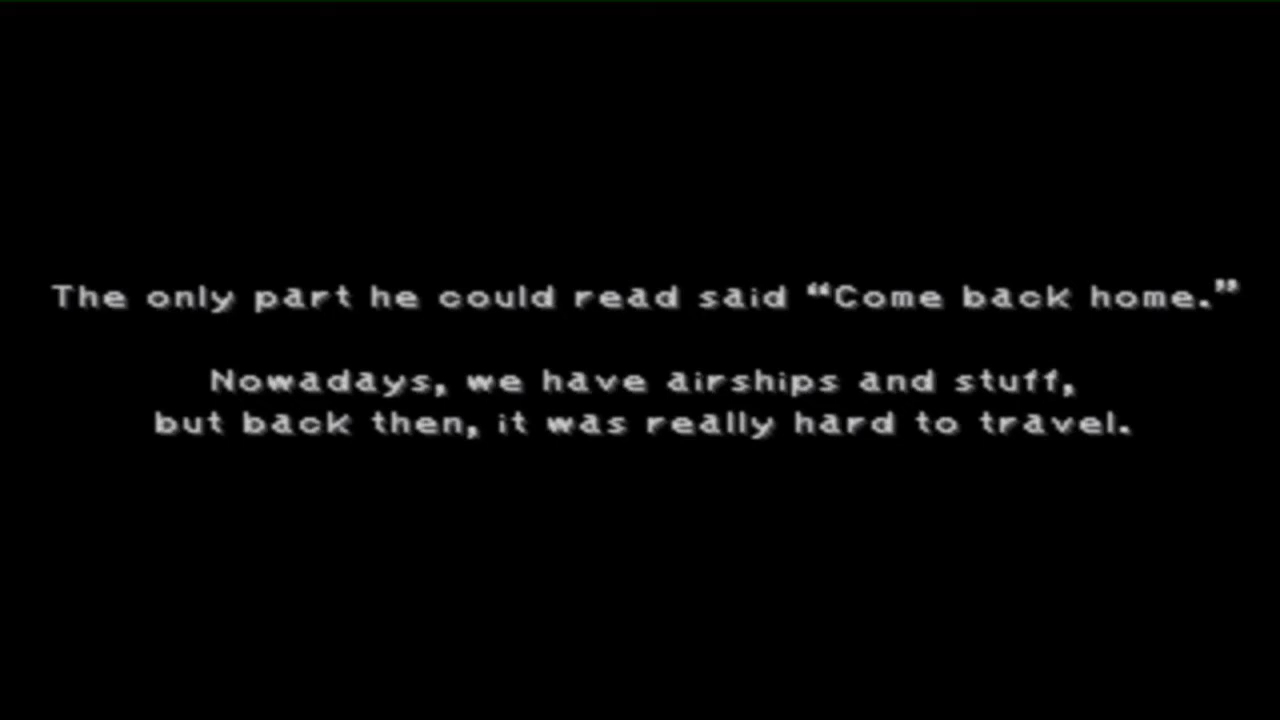 The only part he could read said “Come back home.”
Nowadays, we have airships and stuff,
but back then, it was really hard to travel.